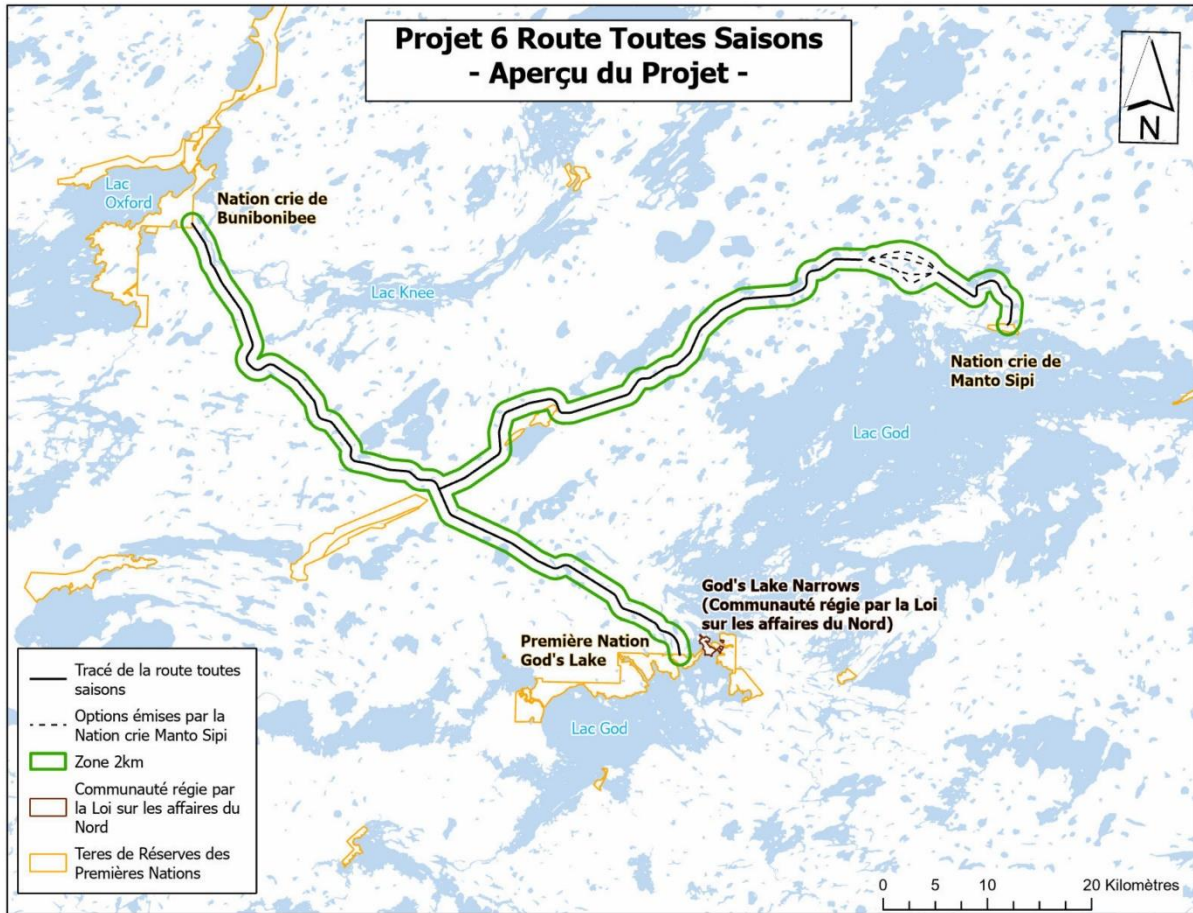 Projet 6 Route Toutes Saisons
- Aperçu du Projet -
N
Lac
Oxford
Nation crie de
Bunibonibee
Lac Knee
Nation crie de
Manto Sipi
Lac God
God's Lake Narrows
(Communauté régie par la Loi
sur les affaires du Nord)
Première Nation
God's Lake
Lac God
Tracé de la route toutes
saisons
Options émises par la
Nation crie Manto Sipi
Zone 2km
Communauté régie par
la Loi sur les affaires du
Nord
Teres de Réserves des
Premières Nations
0 5 10 20 Kilomètres